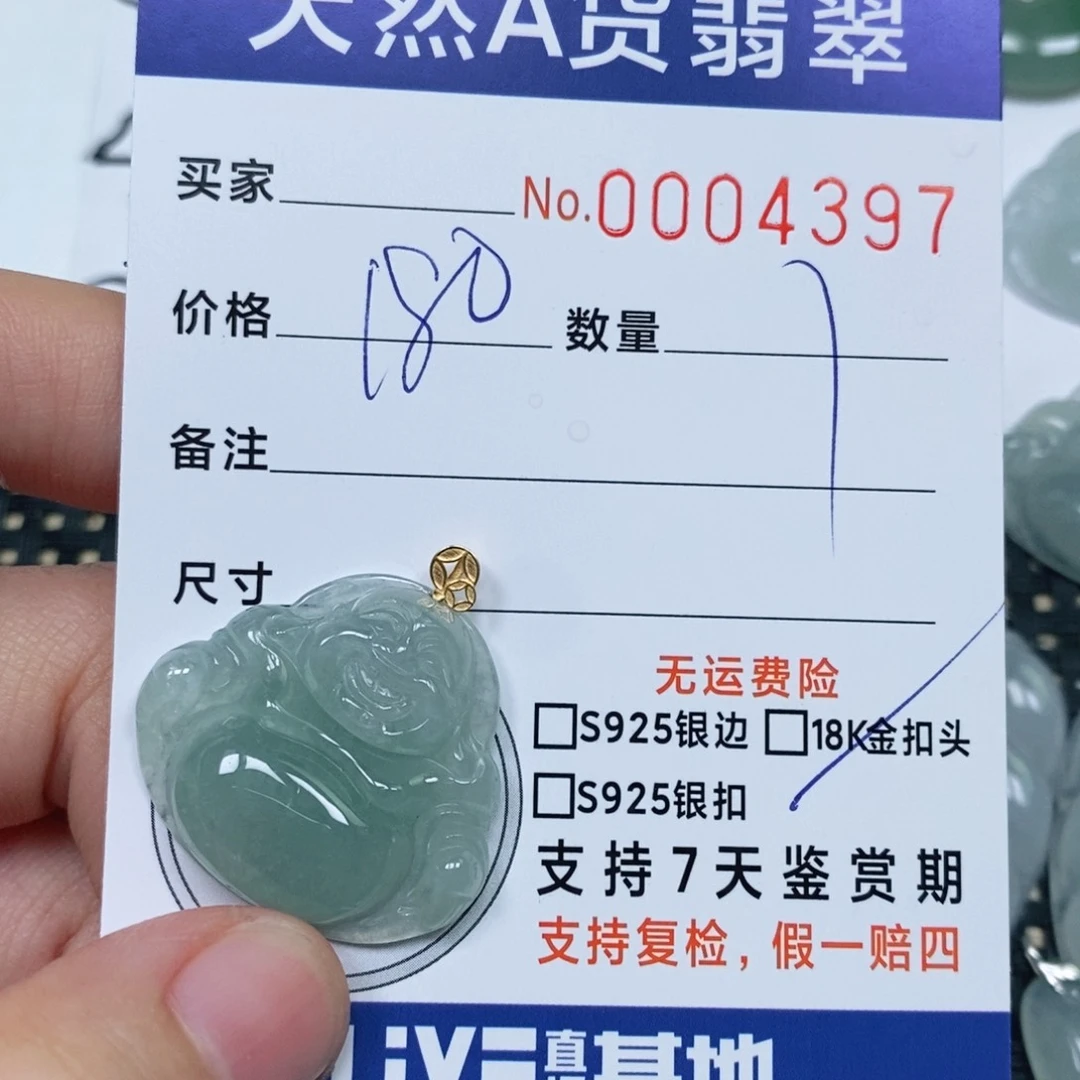 天然A货翡翠
买家 No.0004397
价格 180 数量 1
备注
尺寸
无运费险
S925银边 18K金扣头
S925银扣
支持7天鉴赏期
支持复检，假一赔四
基地